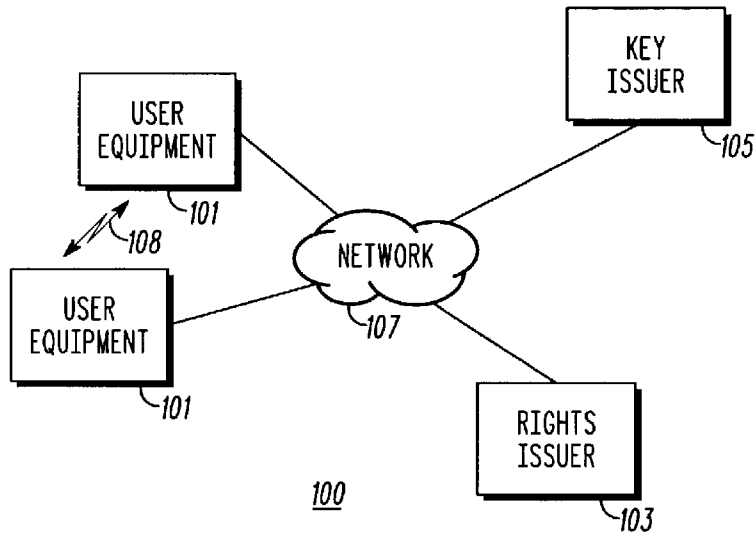 KEY
ISSUER
105
USER
EQUIPMENT
101
108
NETWORK
107
USER
EQUIPMENT
101
RIGHTS
ISSUER
103
100